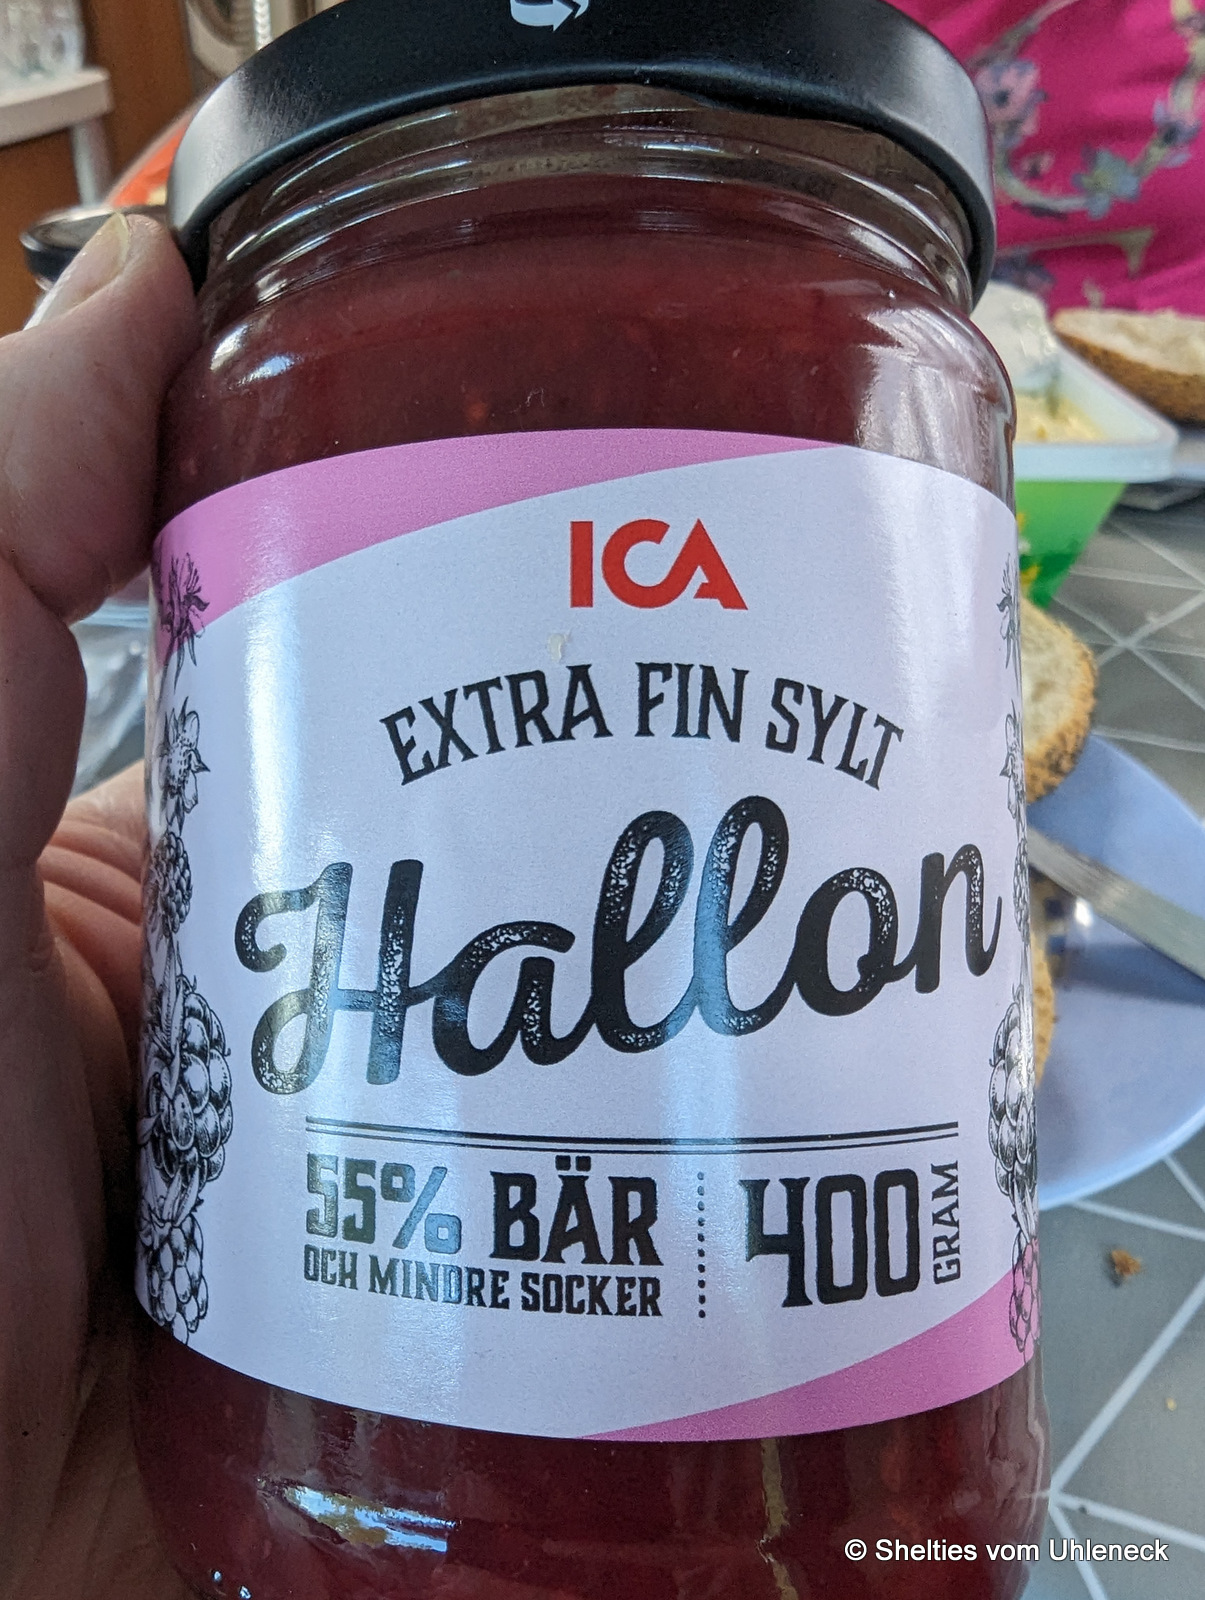 ICA
EXTRA FIN SYLT
Hallon
55% BÄR
OCH MINDRE SOCKER
400 GRAM
© Shelties vom Uhleneck